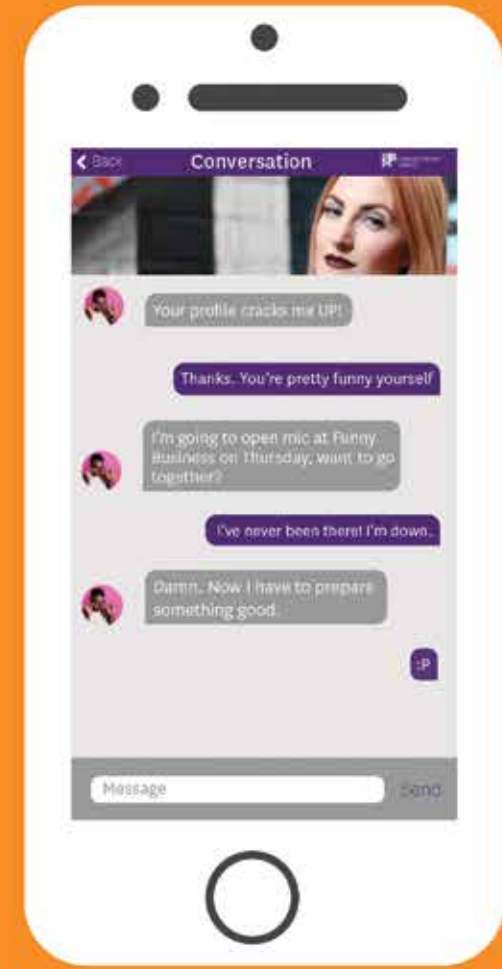 Back
Conversation
Your profile cracks me UP!
Thanks. You're pretty funny yourself
I'm going to open mic at Funny
Business on Thursday, want to go
together?
I've never been there! I'm down.
Damn. Now I have to prepare
something good.
:P
Message
Send